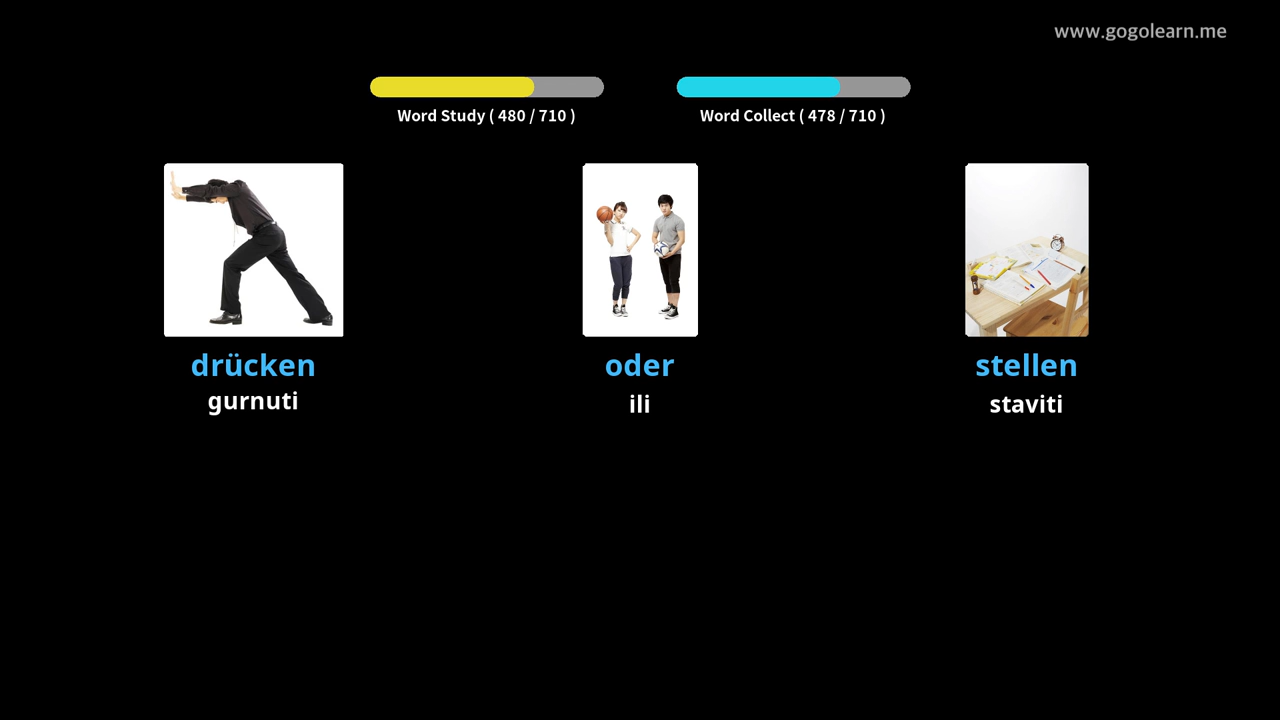 www.gogolearn.me
Word Study ( 480 / 710 )
Word Collect ( 478 / 710 )
drücken
gurnuti
oder
ili
stellen
staviti